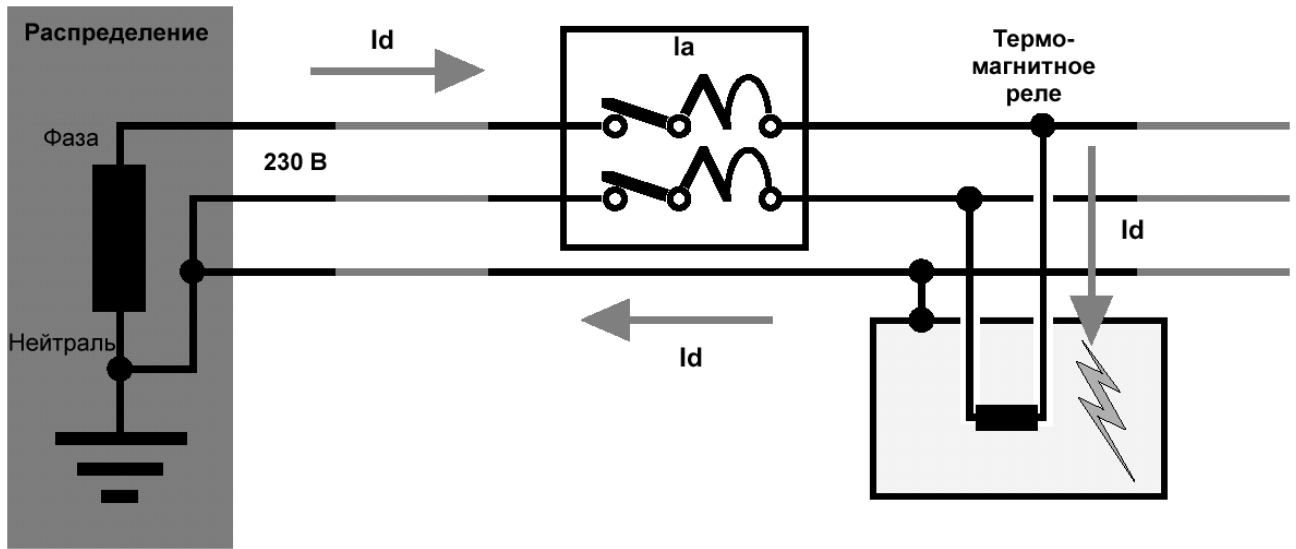 Распределение
Id
Ia
Термо-
магнитное
реле
Фаза
230 В
Id
Нейтраль
Id